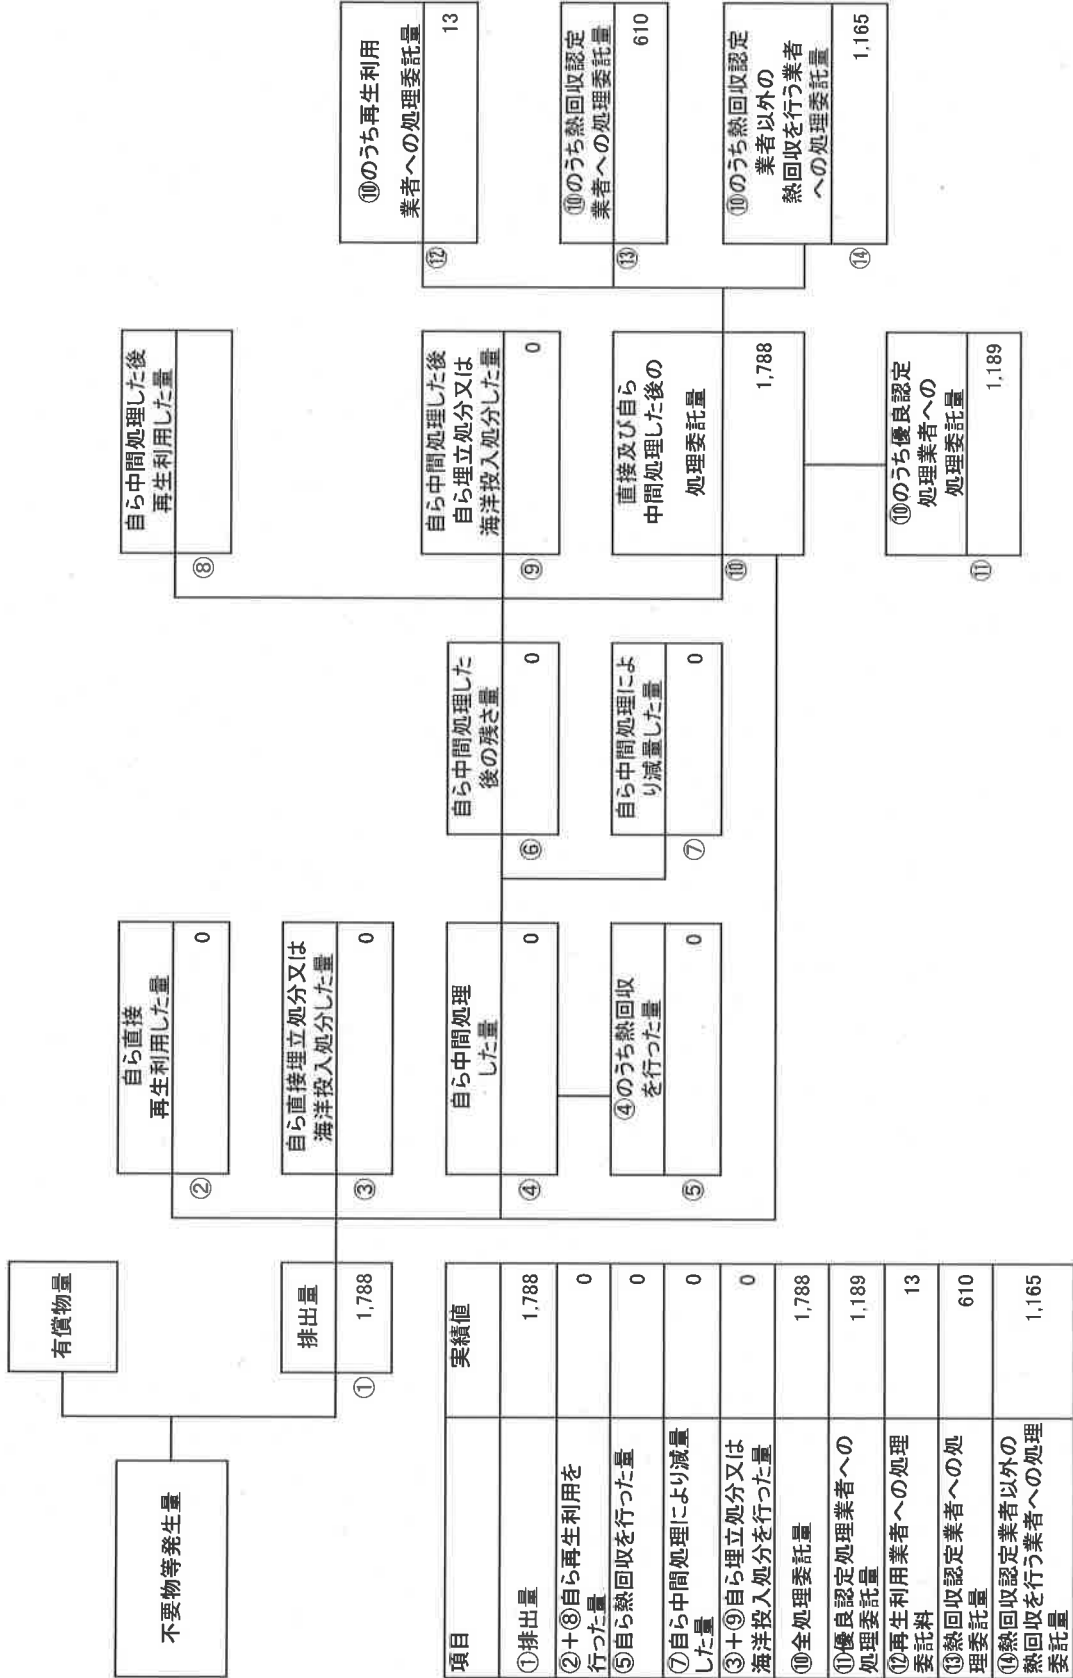 不要物等発生量
有償物量
排出量
①
1,788
自ら直接
再生利用した量
②
0
自ら直接埋立処分又は
海洋投入処分した量
③
0
自ら中間処理
した量
④
0
④のうち熱回収
を行った量
⑤
0
自ら中間処理した
後の残さ量
⑥
0
自ら中間処理によ
り減量した量
⑦
0
自ら中間処理した後
再生利用した量
⑧
自ら中間処理した後
自ら埋立処分又は
海洋投入処分した量
⑨
0
直接及び自ら
中間処理した後の
処理委託量
⑩
1,788
⑩のうち優良認定
処理業者への
処理委託量
⑪
1,189
⑩のうち再生利用
業者への処理委託量
⑫
13
⑩のうち熱回収認定
業者への処理委託量
⑬
610
⑩のうち熱回収認定
業者以外の
熱回収を行う業者
への処理委託量
⑭
1,165
項目 実績値
①排出量 1,788
②+⑧自ら再生利用を
行った量 0
⑤自ら熱回収を行った量 0
⑦自ら中間処理により減量
した量 0
③+⑨自ら埋立処分又は
海洋投入処分を行った量 0
⑩全処理委託量 1,788
⑪優良認定処理業者への
処理委託量 1,189
⑫再生利用業者への処理
委託料 13
⑬熱回収認定業者への処
理委託量 610
⑭熱回収認定業者以外の
熱回収を行う業者への処理
委託量 1,165